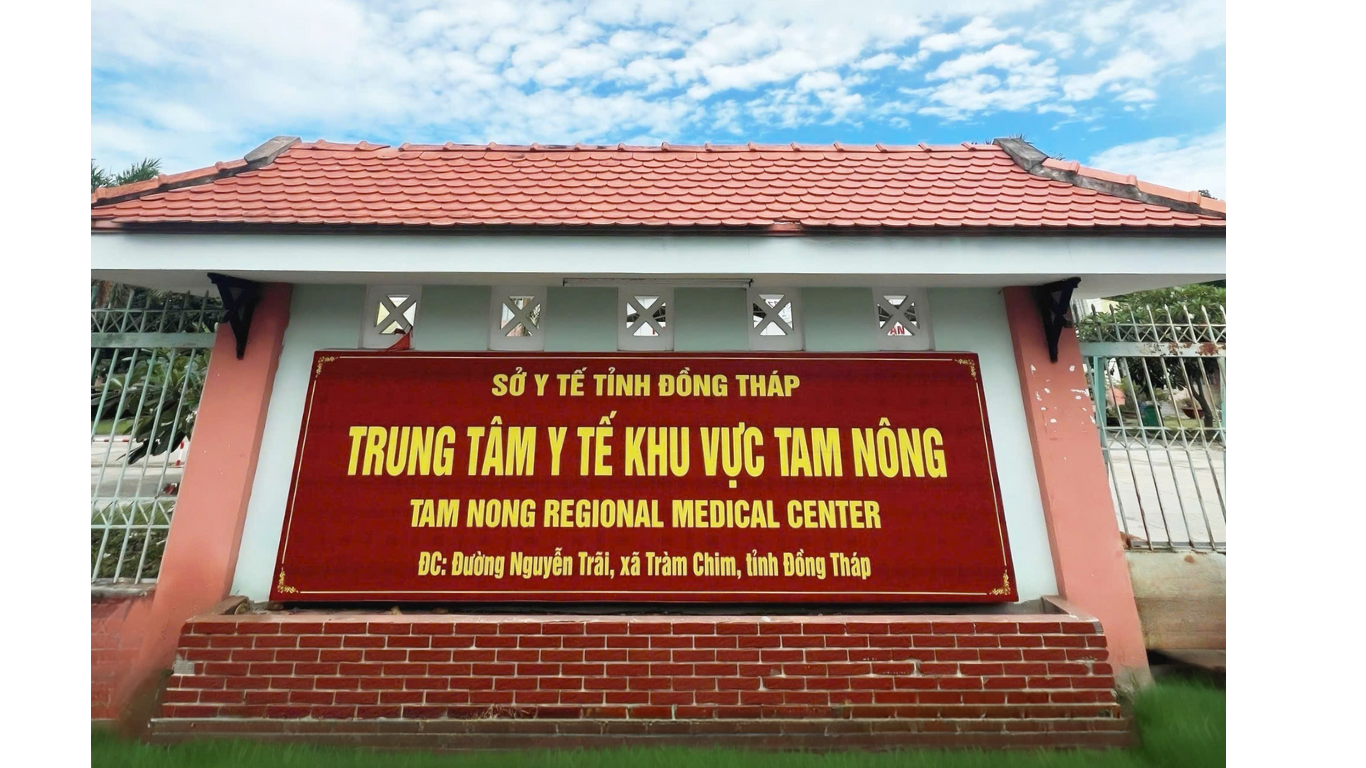 SỞ Y TẾ TỈNH ĐỒNG THÁP
TRUNG TÂM Y TẾ KHU VỰC TAM NÔNG
TAM NONG REGIONAL MEDICAL CENTER
ĐC: Đường Nguyễn Trãi, xã Tràm Chim, tỉnh Đồng Tháp